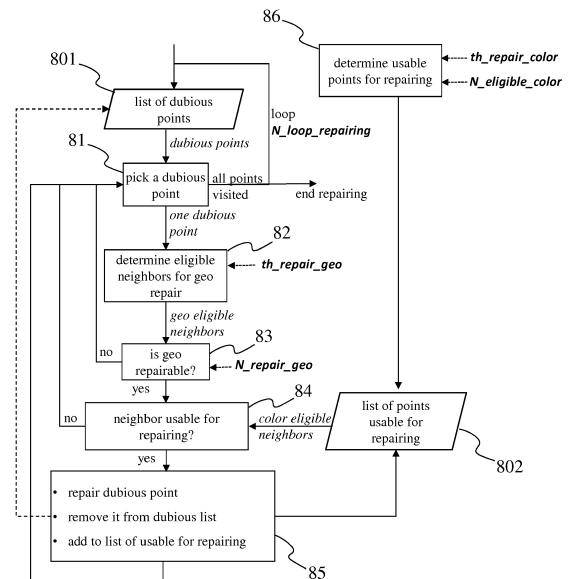 86
determine usable
points for repairing
th_repair_color
N_eligible_color
801
list of dubious
points
loop
N_loop_repairing
dubious points
81
pick a dubious
point
all points
visited
end repairing
one dubious
point
82
determine eligible
neighbors for geo
repair
th_repair_geo
geo eligible
neighbors
83
no
is geo
repairable?
N_repair_geo
yes
84
no
neighbor usable for
repairing?
color eligible
neighbors
list of points
usable for
repairing
802
yes
• repair dubious point
• remove it from dubious list
• add to list of usable for repairing
85